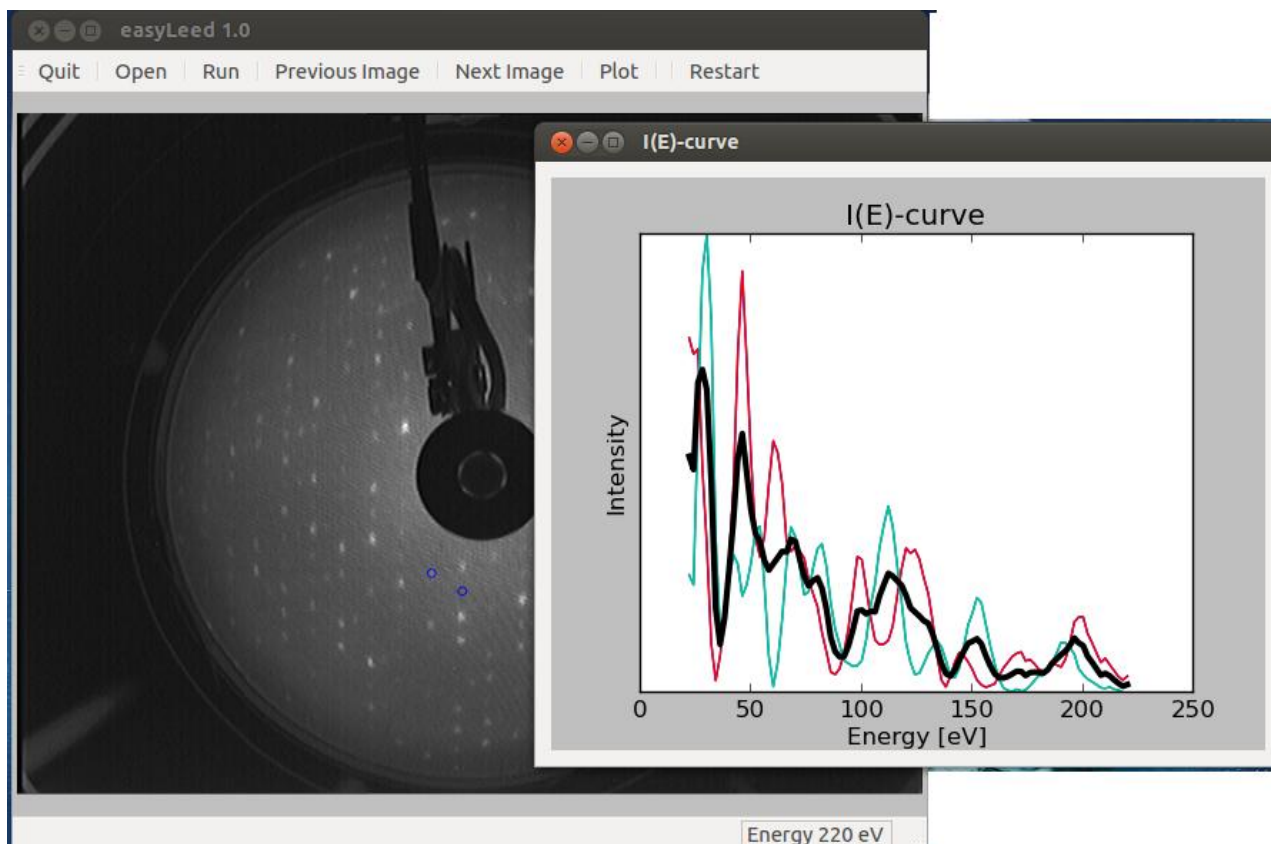 easyLeed 1.0
Quit Open Run Previous Image Next Image Plot Restart
I(E)-curve
I(E)-curve
Intensity
0 50 100 150 200 250
Energy [eV]
Energy 220 eV